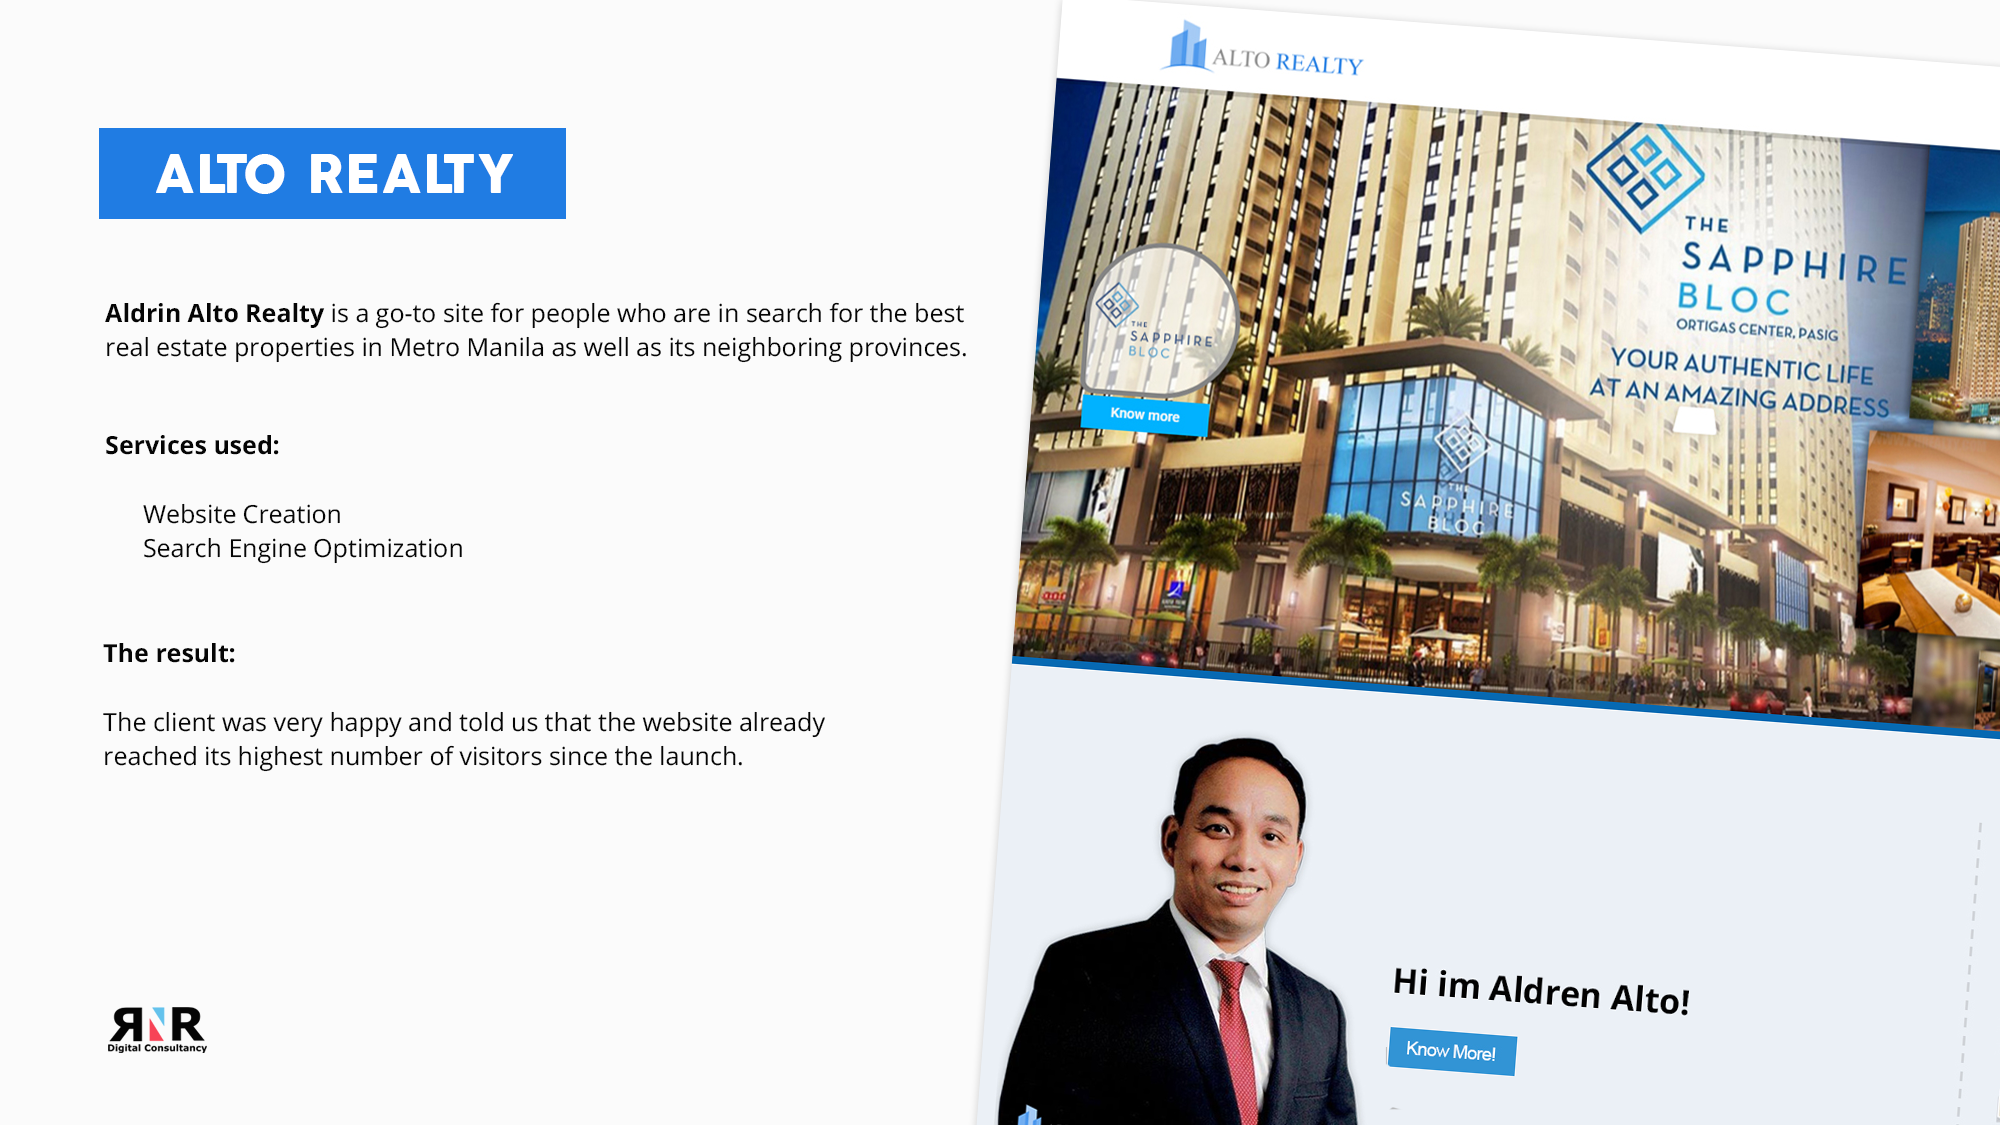 ALTO REALTY
Aldrin Alto Realty is a go-to site for people who are in search for the best
real estate properties in Metro Manila as well as its neighboring provinces.
Services used:
Website Creation
Search Engine Optimization
The result:
The client was very happy and told us that the website already
reached its highest number of visitors since the launch.
RNR
Digital Consultancy
ALTO REALTY
THE
SAPPHIRE
BLOC
ORTIGAS CENTER, PASIG
YOUR AUTHENTIC LIFE
AT AN AMAZING ADDRESS
THE
SAPPHIRE
BLOC
Know more
THE
SAPPHIRE
BLOC
Hi im Aldren Alto!
Know More!